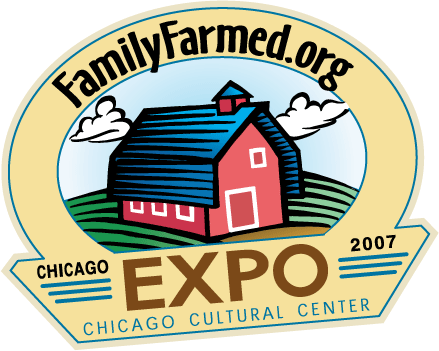 FamilyFarmed.org
CHICAGO EXPO 2007
CHICAGO CULTURAL CENTER